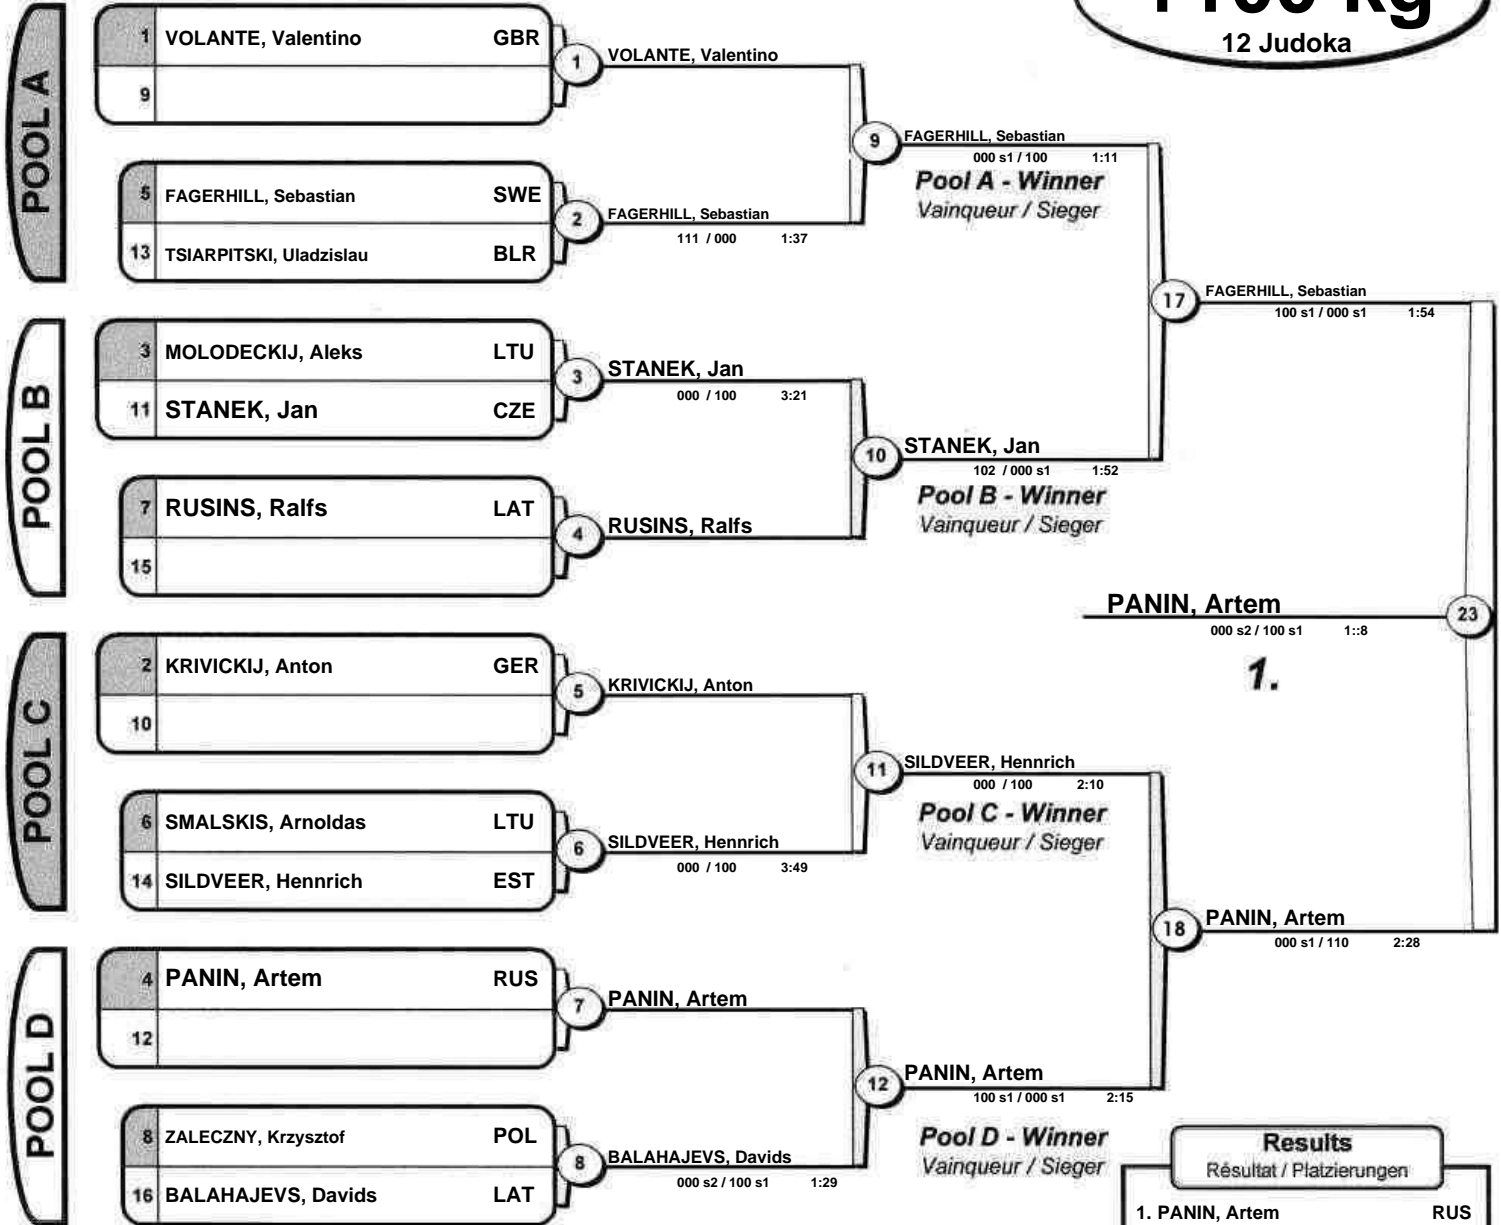 12 Judoka
POOL A
1 VOLANTE, Valentino GBR
9
1
VOLANTE, Valentino
5 FAGERHILL, Sebastian SWE
13 TSIARPITSKI, Uladzislau BLR
2
FAGERHILL, Sebastian
111 / 000 1:37
9
FAGERHILL, Sebastian
000 s1 / 100 1:11
Pool A - Winner
Vainqueur / Sieger
POOL B
3 MOLODECKIJ, Aleks LTU
11 STANEK, Jan CZE
3
STANEK, Jan
000 / 100 3:21
7 RUSINS, Ralfs LAT
15
4
RUSINS, Ralfs
10
STANEK, Jan
102 / 000 s1 1:52
Pool B - Winner
Vainqueur / Sieger
17
FAGERHILL, Sebastian
100 s1 / 000 s1 1:54
POOL C
2 KRIVICKIJ, Anton GER
10
5
KRIVICKIJ, Anton
6 SMALSKIS, Arnoldas LTU
14 SILDVEER, Hennrich EST
6
SILDVEER, Hennrich
000 / 100 3:49
11
SILDVEER, Hennrich
000 / 100 2:10
Pool C - Winner
Vainqueur / Sieger
POOL D
4 PANIN, Artem RUS
12
7
PANIN, Artem
8 ZALECZNY, Krzysztof POL
16 BALAHAJEVS, Davids LAT
8
BALAHAJEVS, Davids
000 s2 / 100 s1 1:29
12
PANIN, Artem
100 s1 / 000 s1 2:15
Pool D - Winner
Vainqueur / Sieger
18
PANIN, Artem
000 s1 / 110 2:28
23
PANIN, Artem
000 s2 / 100 s1 1::8
1.
Results
Résultat / Platzierungen
1. PANIN, Artem RUS